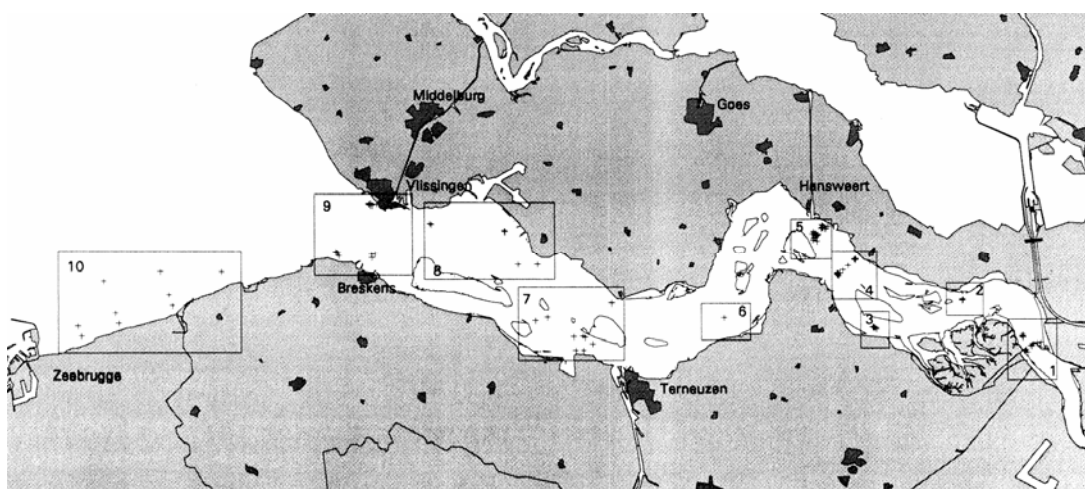 Middelburg
Goes
Vlissingen
Hansweert
9
5
10
8
Breskens
7
4
2
6
3
Zeebrugge
Terneuzen
1